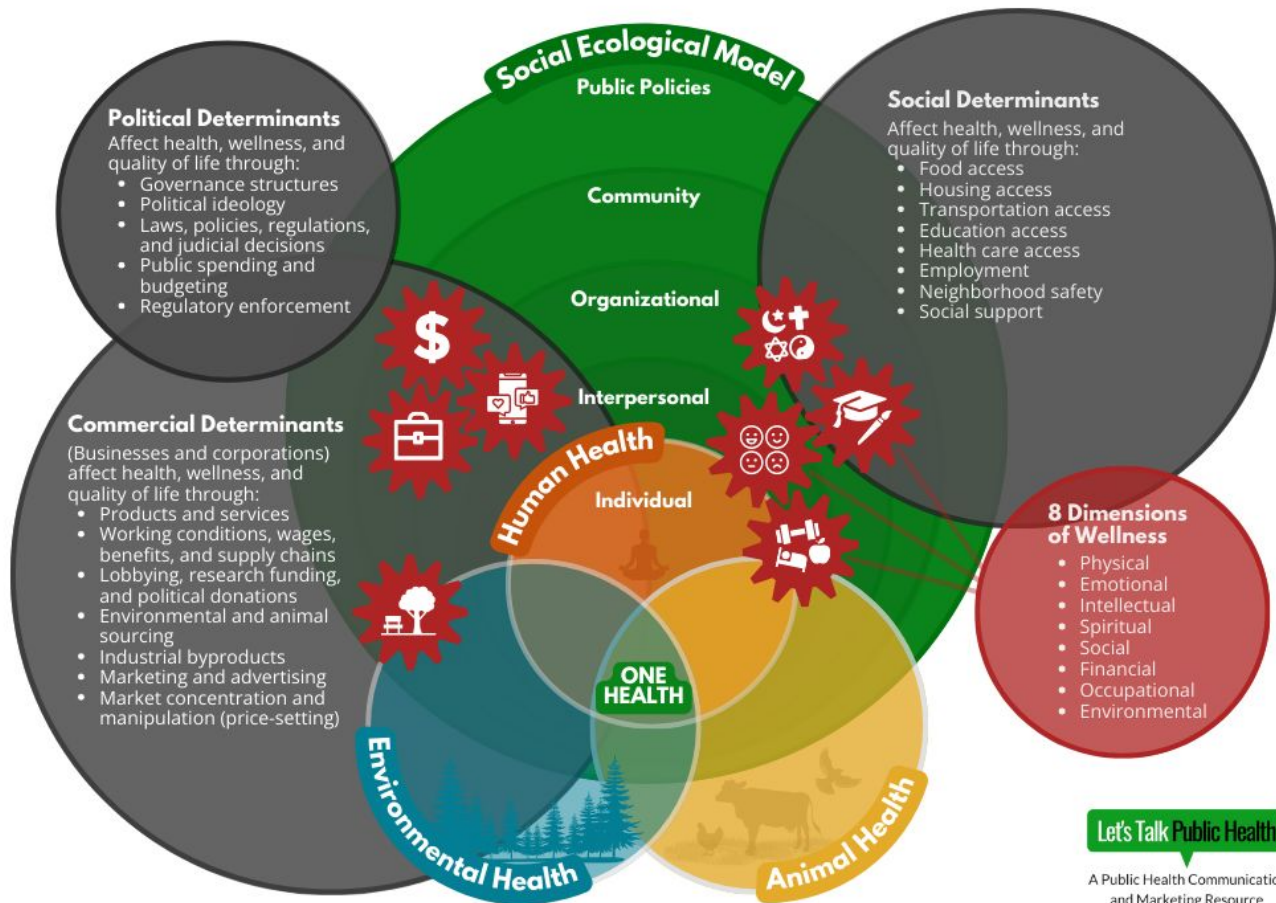 Social Ecological Model
Public Policies
Community
Organizational
Interpersonal
Individual
Political Determinants
Affect health, wellness, and
quality of life through:
• Governance structures
• Political ideology
• Laws, policies, regulations,
and judicial decisions
• Public spending and
budgeting
• Regulatory enforcement
Social Determinants
Affect health, wellness, and
quality of life through:
• Food access
• Housing access
• Transportation access
• Education access
• Health care access
• Employment
• Neighborhood safety
• Social support
Commercial Determinants
(Businesses and corporations)
affect health, wellness, and
quality of life through:
• Products and services
• Working conditions, wages,
benefits, and supply chains
• Lobbying, research funding,
and political donations
• Environmental and animal
sourcing
• Industrial byproducts
• Marketing and advertising
• Market concentration and
manipulation (price-setting)
$
Human Health
ONE
HEALTH
Environmental Health
Animal Health
8 Dimensions
of Wellness
• Physical
• Emotional
• Intellectual
• Spiritual
• Social
• Financial
• Occupational
• Environmental
Let's Talk Public Health
A Public Health Communicatio
and Marketing Resource